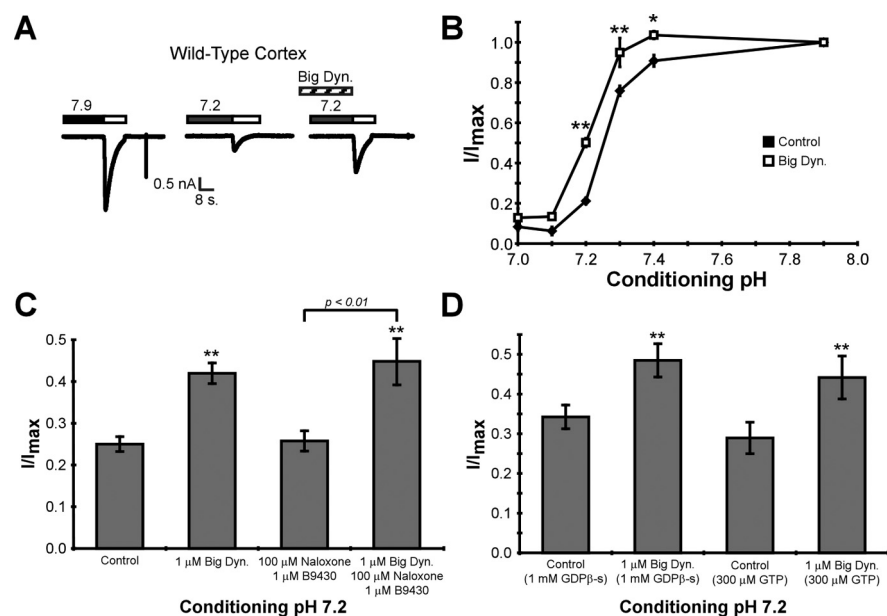 A
Wild-Type Cortex
Big Dyn.
7.9
7.2
7.2
0.5 nA
8 s.
B
I/Imax
1.0
0.8
0.6
0.4
0.2
0.0
**
**
*
Control
Big Dyn.
7.0
7.2
7.4
7.6
7.8
8.0
Conditioning pH
C
I/Imax
0.5
0.4
0.3
0.2
0.1
0.0
**
p < 0.01
**
Control
1 µM Big Dyn.
100 µM Naloxone
1 µM B9430
1 µM Big Dyn.
100 µM Naloxone
1 µM B9430
Conditioning pH 7.2
D
I/Imax
0.5
0.4
0.3
0.2
0.1
0.0
**
**
Control
(1 mM GDPβ-s)
1 µM Big Dyn.
(1 mM GDPβ-s)
Control
(300 µM GTP)
1 µM Big Dyn.
(300 µM GTP)
Conditioning pH 7.2